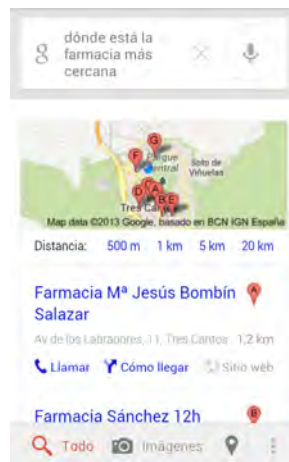 g
dónde está la
farmacia más
cercana
G
F
Parque
Central
Soto de
Viñuelas
D
C
A
B
E
Tres Cantos
Map data ©2013 Google, basado en BCN IGN España
Distancia: 500 m 1 km 5 km 20 km
Farmacia Mª Jesús Bombín A
Salazar
Av de los Labradores, 11, Tres Cantos 1,2 km
Llamar Cómo llegar Sitio web
Farmacia Sánchez 12h B
Todo Imágenes